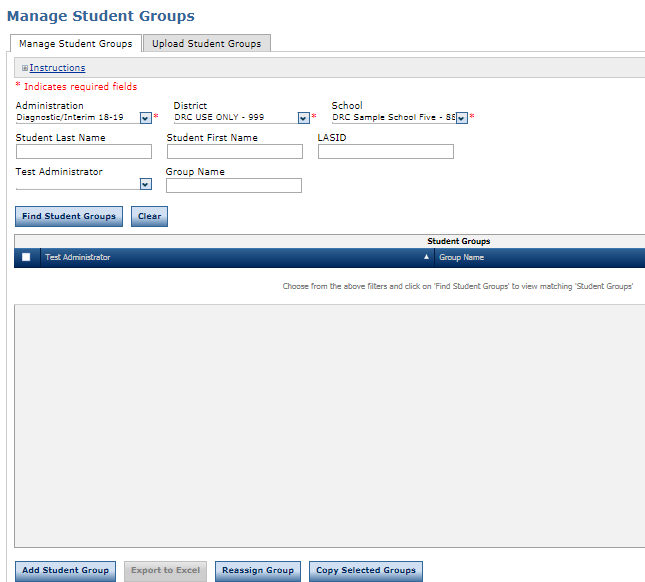 Manage Student Groups
Manage Student Groups Upload Student Groups
Instructions
* Indicates required fields
Administration District School
Diagnostic/Interim 18-19 * DRC USE ONLY - 999 * DRC Sample School Five - 88 *
Student Last Name Student First Name LASID
Test Administrator Group Name
Find Student Groups Clear
Student Groups
Test Administrator ▲ Group Name
Choose from the above filters and click on 'Find Student Groups' to view matching 'Student Groups'
Add Student Group Export to Excel Reassign Group Copy Selected Groups